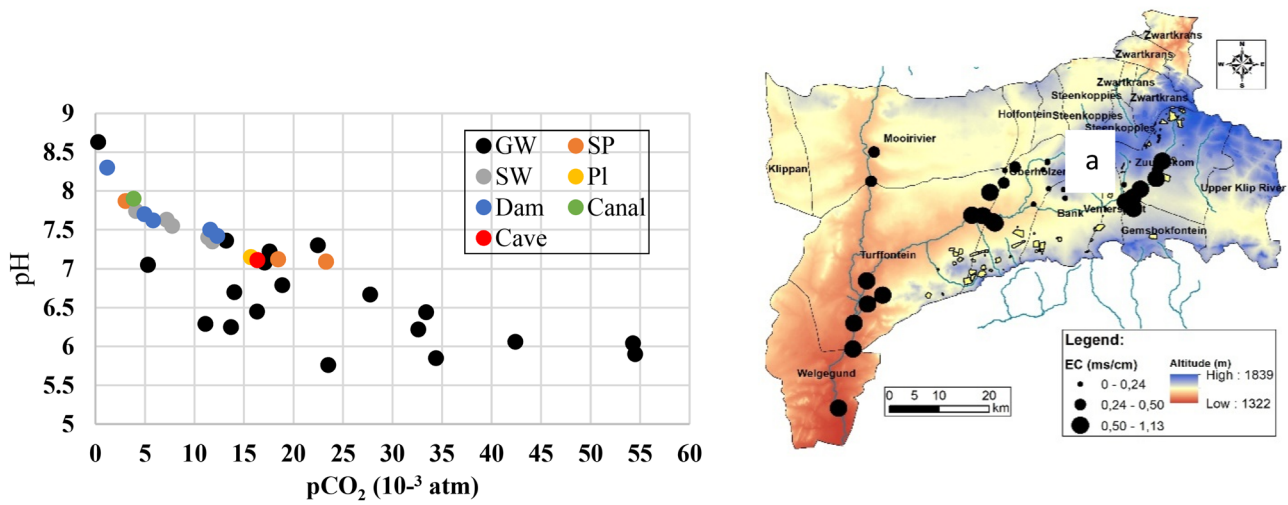 9
8.5
8
7.5
7
6.5
6
5.5
5
pH
0 5 10 15 20 25 30 35 40 45 50 55 60
pCO₂ (10-³ atm)
GW SP
SW Pl
Dam Canal
Cave
Zwartkrans
Zwartkrans
Zwartkrans
Steenkoppies Zwartkrans
Holfontein Steenkoppies
Steenkoppies
Mooirivier
Klippan
a
Upper Klip River
Bank
Gemsbokfontein
Turffontein
Welgegund
N
W E
S
0 5 10 20
km
Legend:
EC (ms/cm) Altitude (m)
0 - 0,24 High : 1839
0,24 - 0,50 Low : 1322
0,50 - 1,13